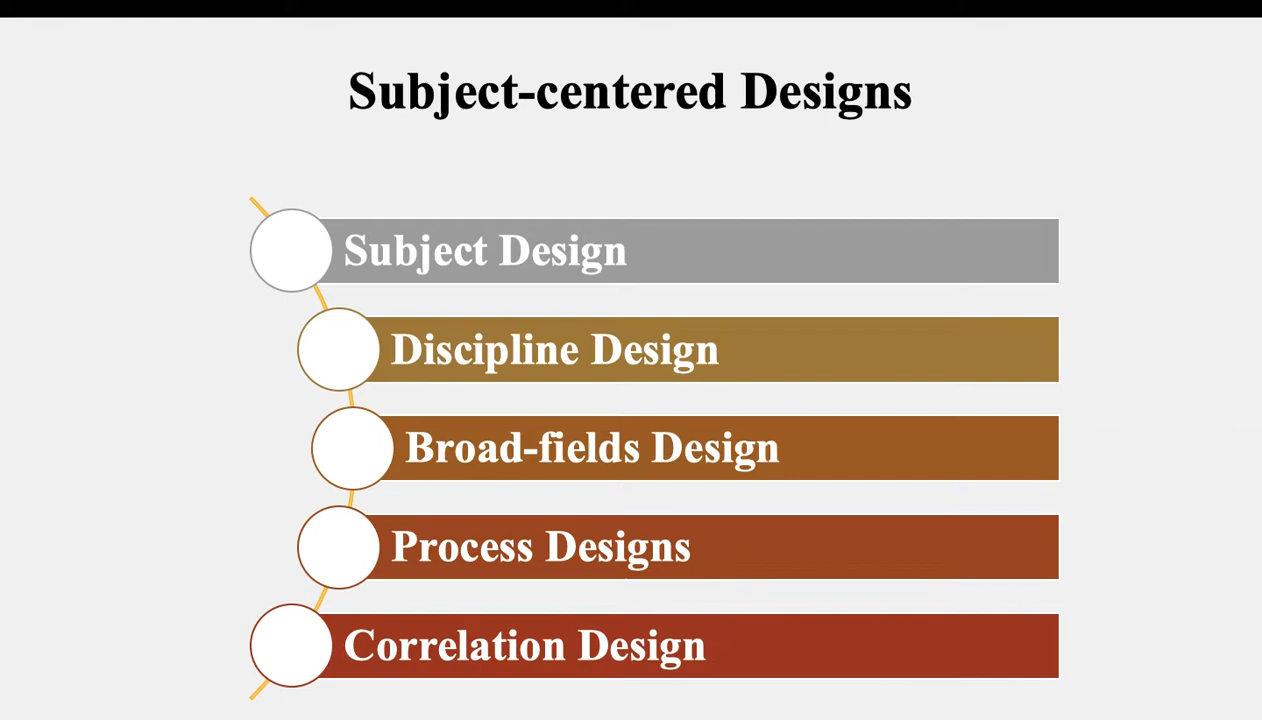 Subject-centered Designs
Subject Design
Discipline Design
Broad-fields Design
Process Designs
Correlation Design